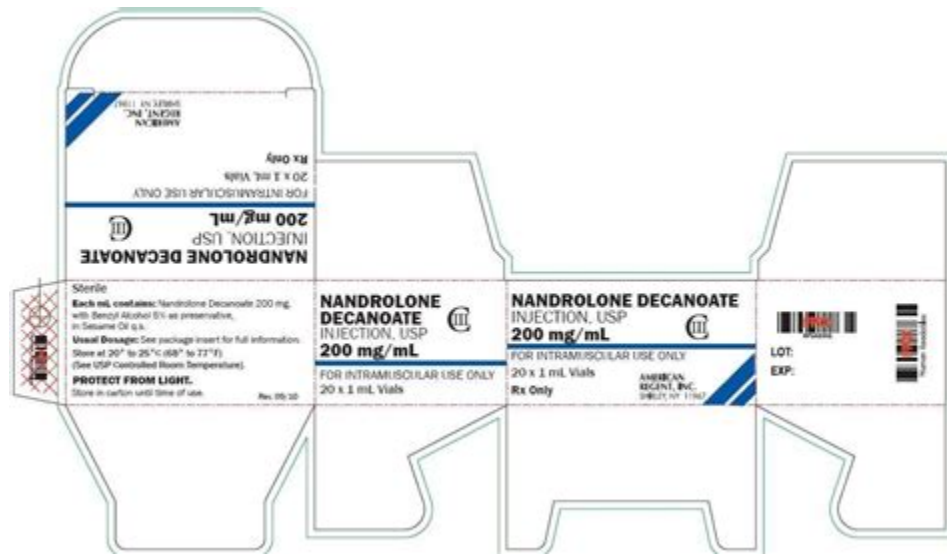 AMERICAN
REGENT, INC.
SHIRLEY, NY 11967
Rx Only
20 x 1 mL Vials
FOR INTRAMUSCULAR USE ONLY
200 mg/mL
INJECTION, USP
NANDROLONE DECANOATE
CIII
Sterile
Each mL contains: Nandrolone Decanoate 200 mg,
with Benzyl Alcohol 5% as preservative,
in Sesame Oil q.s.
Usual Dosage: See package insert for full information.
Store at 20° to 25°C (68° to 77°F)
(See USP Controlled Room Temperature).
PROTECT FROM LIGHT.
Store in carton until time of use.
Rev. 09/10
NANDROLONE
DECANOATE
CIII
INJECTION, USP
200 mg/mL
FOR INTRAMUSCULAR USE ONLY
20 x 1 mL Vials
NANDROLONE DECANOATE
INJECTION, USP
CIII
200 mg/mL
FOR INTRAMUSCULAR USE ONLY
20 x 1 mL Vials
Rx Only
AMERICAN
REGENT, INC.
SHIRLEY, NY 11967
LOT:
EXP: